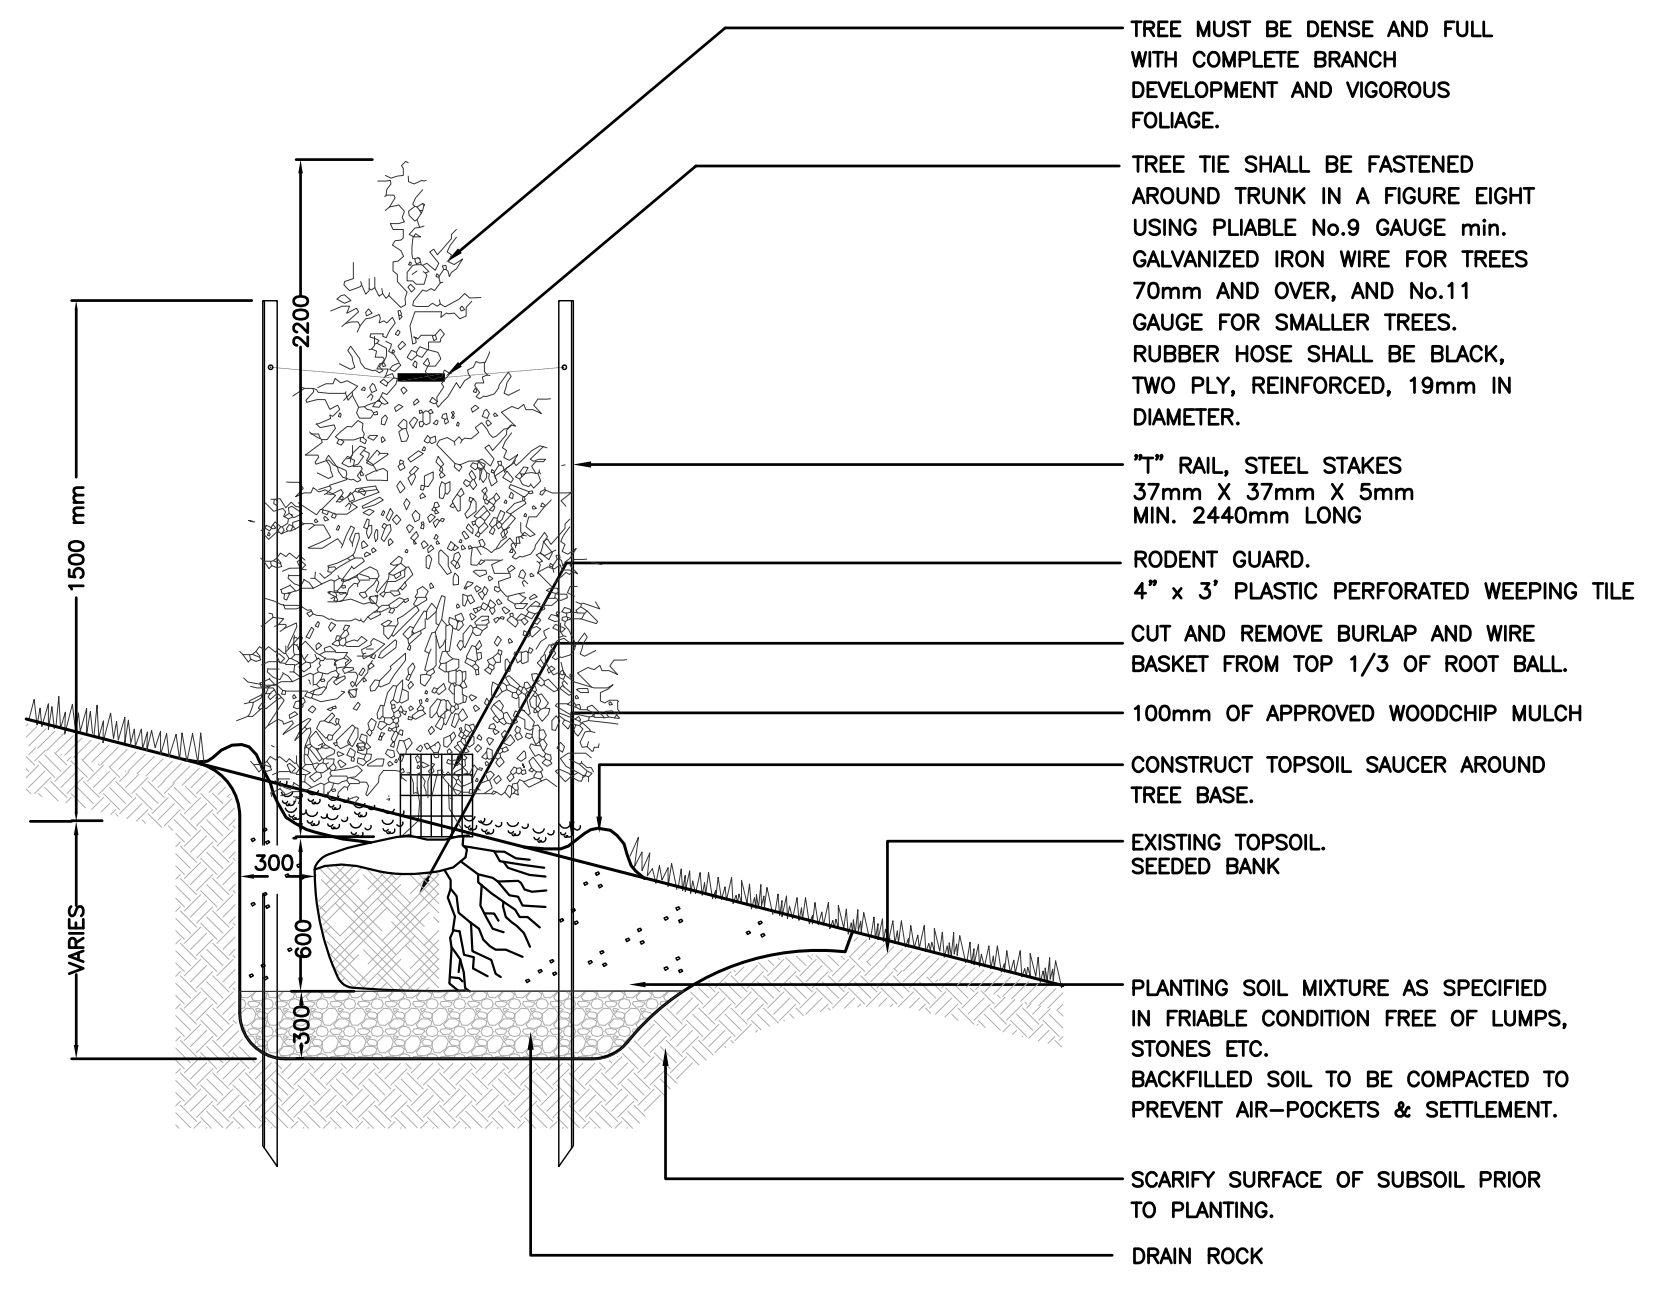 TREE MUST BE DENSE AND FULL
WITH COMPLETE BRANCH
DEVELOPMENT AND VIGOROUS
FOLIAGE.
TREE TIE SHALL BE FASTENED
AROUND TRUNK IN A FIGURE EIGHT
USING PLIABLE No.9 GAUGE min.
GALVANIZED IRON WIRE FOR TREES
70mm AND OVER, AND No.11
GAUGE FOR SMALLER TREES.
RUBBER HOSE SHALL BE BLACK,
TWO PLY, REINFORCED, 19mm IN
DIAMETER.
"T" RAIL, STEEL STAKES
37mm X 37mm X 5mm
MIN. 2440mm LONG
RODENT GUARD.
4" x 3' PLASTIC PERFORATED WEEPING TILE
CUT AND REMOVE BURLAP AND WIRE
BASKET FROM TOP 1/3 OF ROOT BALL.
100mm OF APPROVED WOODCHIP MULCH
CONSTRUCT TOPSOIL SAUCER AROUND
TREE BASE.
EXISTING TOPSOIL.
SEEDED BANK
PLANTING SOIL MIXTURE AS SPECIFIED
IN FRIABLE CONDITION FREE OF LUMPS,
STONES ETC.
BACKFILLED SOIL TO BE COMPACTED TO
PREVENT AIR-POCKETS & SETTLEMENT.
SCARIFY SURFACE OF SUBSOIL PRIOR
TO PLANTING.
DRAIN ROCK
2200
1500 mm
300
600
VARIES
300